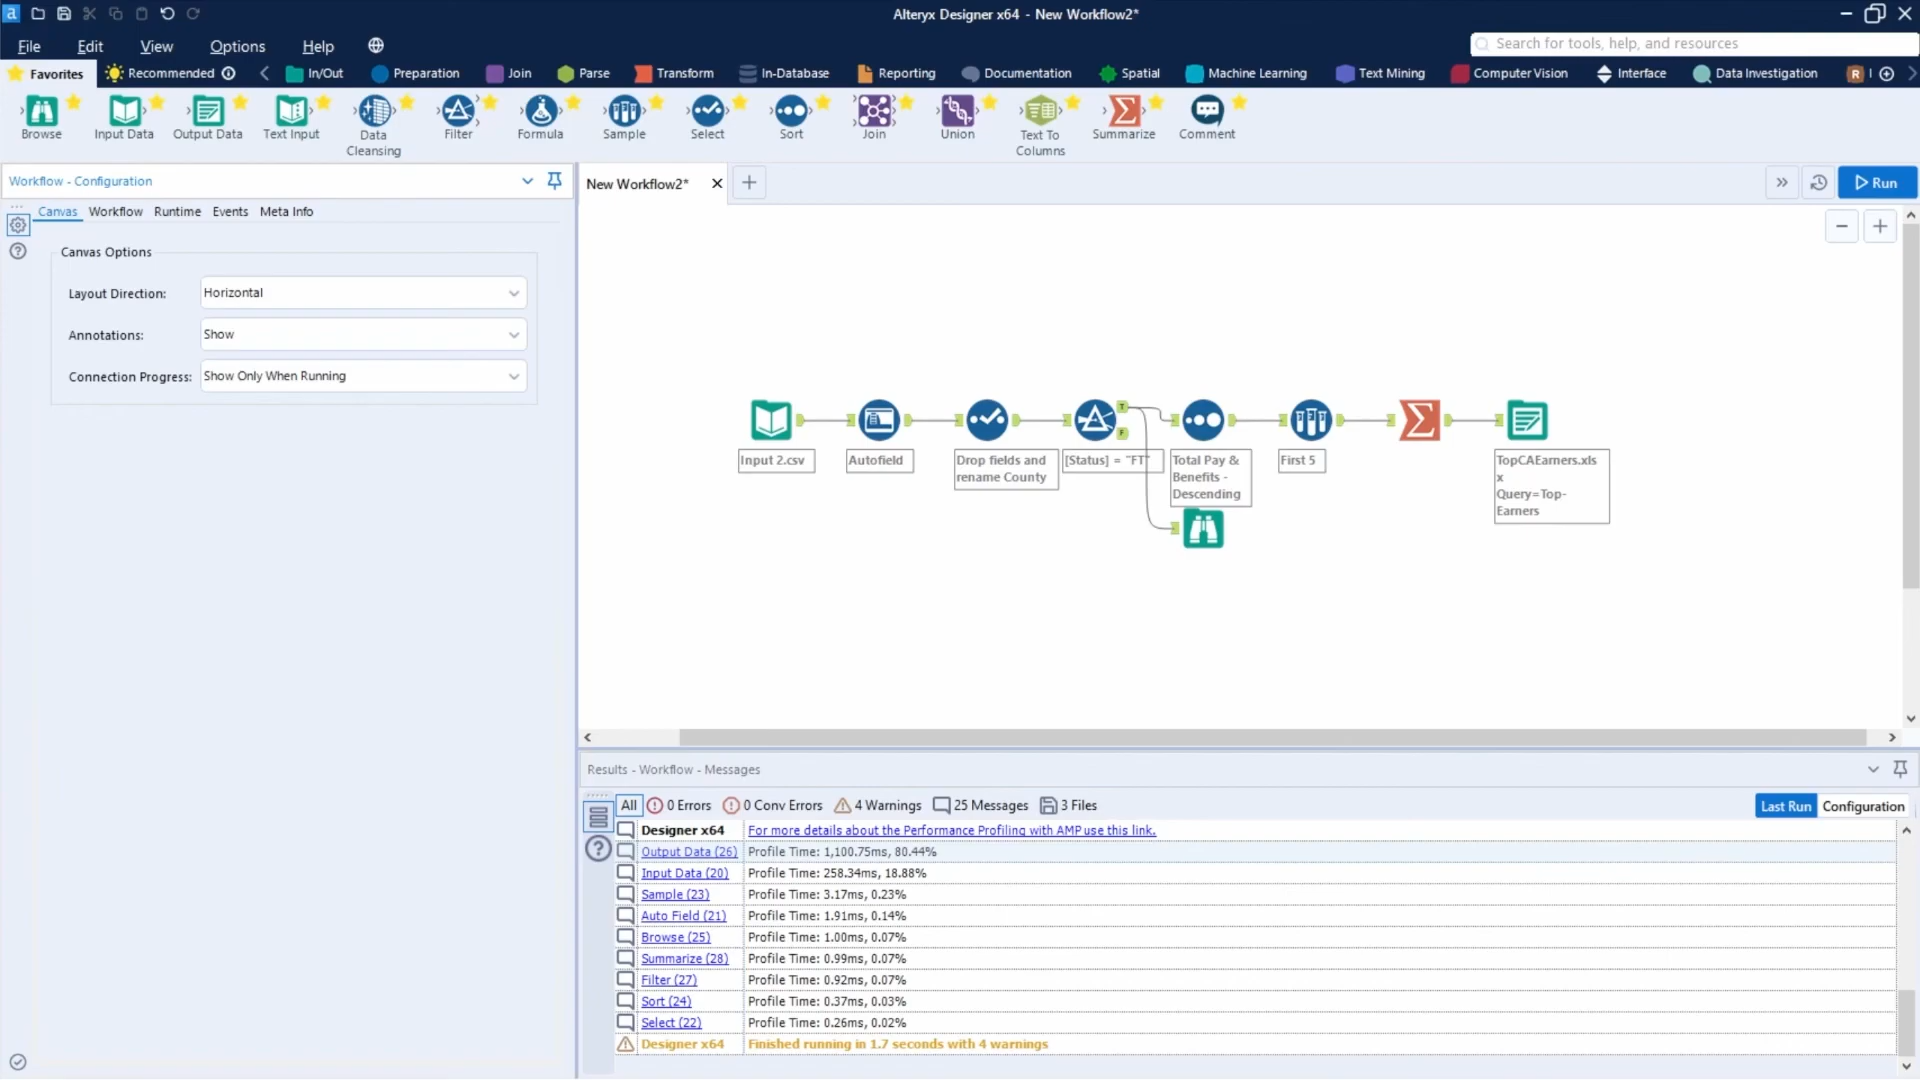 a
Alteryx Designer x64 - New Workflow2*
File Edit View Options Help
Search for tools, help, and resources
Favorites Recommended In/Out Preparation Join Parse Transform In-Database Reporting Documentation Spatial Machine Learning Text Mining Computer Vision Interface Data Investigation R
Browse Input Data Output Data Text Input Data Cleansing Filter Formula Sample Select Sort Join Union Text To Columns Summarize Comment
Workflow - Configuration
New Workflow2*
Run
Canvas Workflow Runtime Events Meta Info
Canvas Options
Layout Direction: Horizontal
Annotations: Show
Connection Progress: Show Only When Running
T
F
Input 2.csv
Autofield
Drop fields and
rename County
[Status] = "FT"
Total Pay &
Benefits -
Descending
First 5
TopCAEarners.xls
x
Query=Top-
Earners
Results - Workflow - Messages
All 0 Errors 0 Conv Errors 4 Warnings 25 Messages 3 Files Last Run Configuration
Designer x64 For more details about the Performance Profiling with AMP use this link.
Output Data (26) Profile Time: 1,100.75ms, 80.44%
Input Data (20) Profile Time: 258.34ms, 18.88%
Sample (23) Profile Time: 3.17ms, 0.23%
Auto Field (21) Profile Time: 1.91ms, 0.14%
Browse (25) Profile Time: 1.00ms, 0.07%
Summarize (28) Profile Time: 0.99ms, 0.07%
Filter (27) Profile Time: 0.92ms, 0.07%
Sort (24) Profile Time: 0.37ms, 0.03%
Select (22) Profile Time: 0.26ms, 0.02%
Designer x64 Finished running in 1.7 seconds with 4 warnings